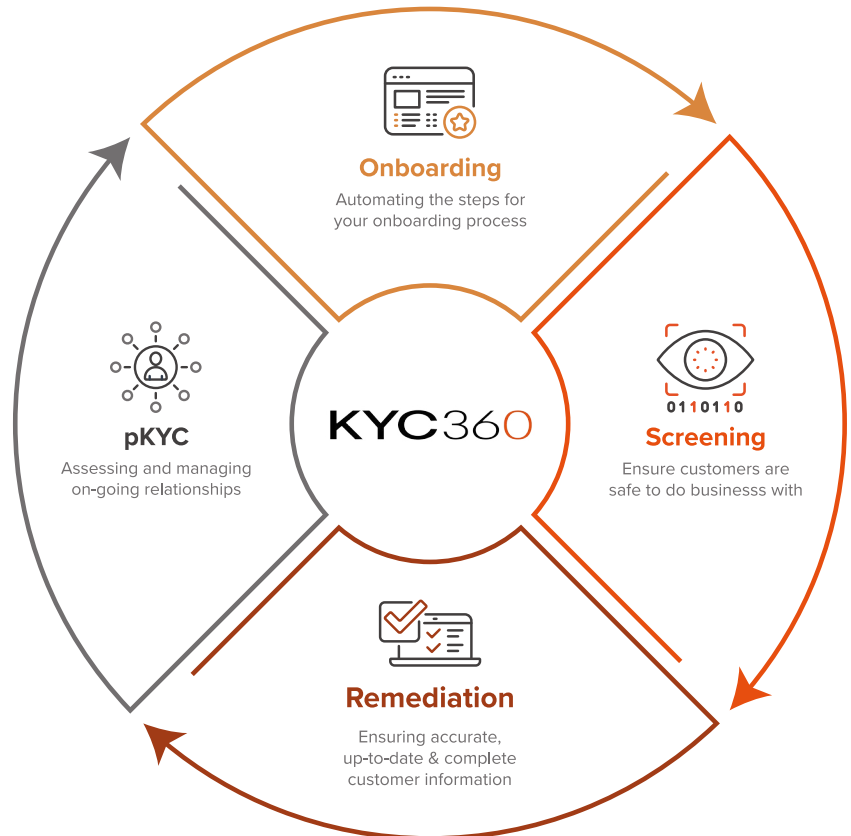 Onboarding
Automating the steps for
your onboarding process
0110110
Screening
Ensure customers are
safe to do businesss with
KYC360
pKYC
Assessing and managing
on-going relationships
Remediation
Ensuring accurate,
up-to-date & complete
customer information